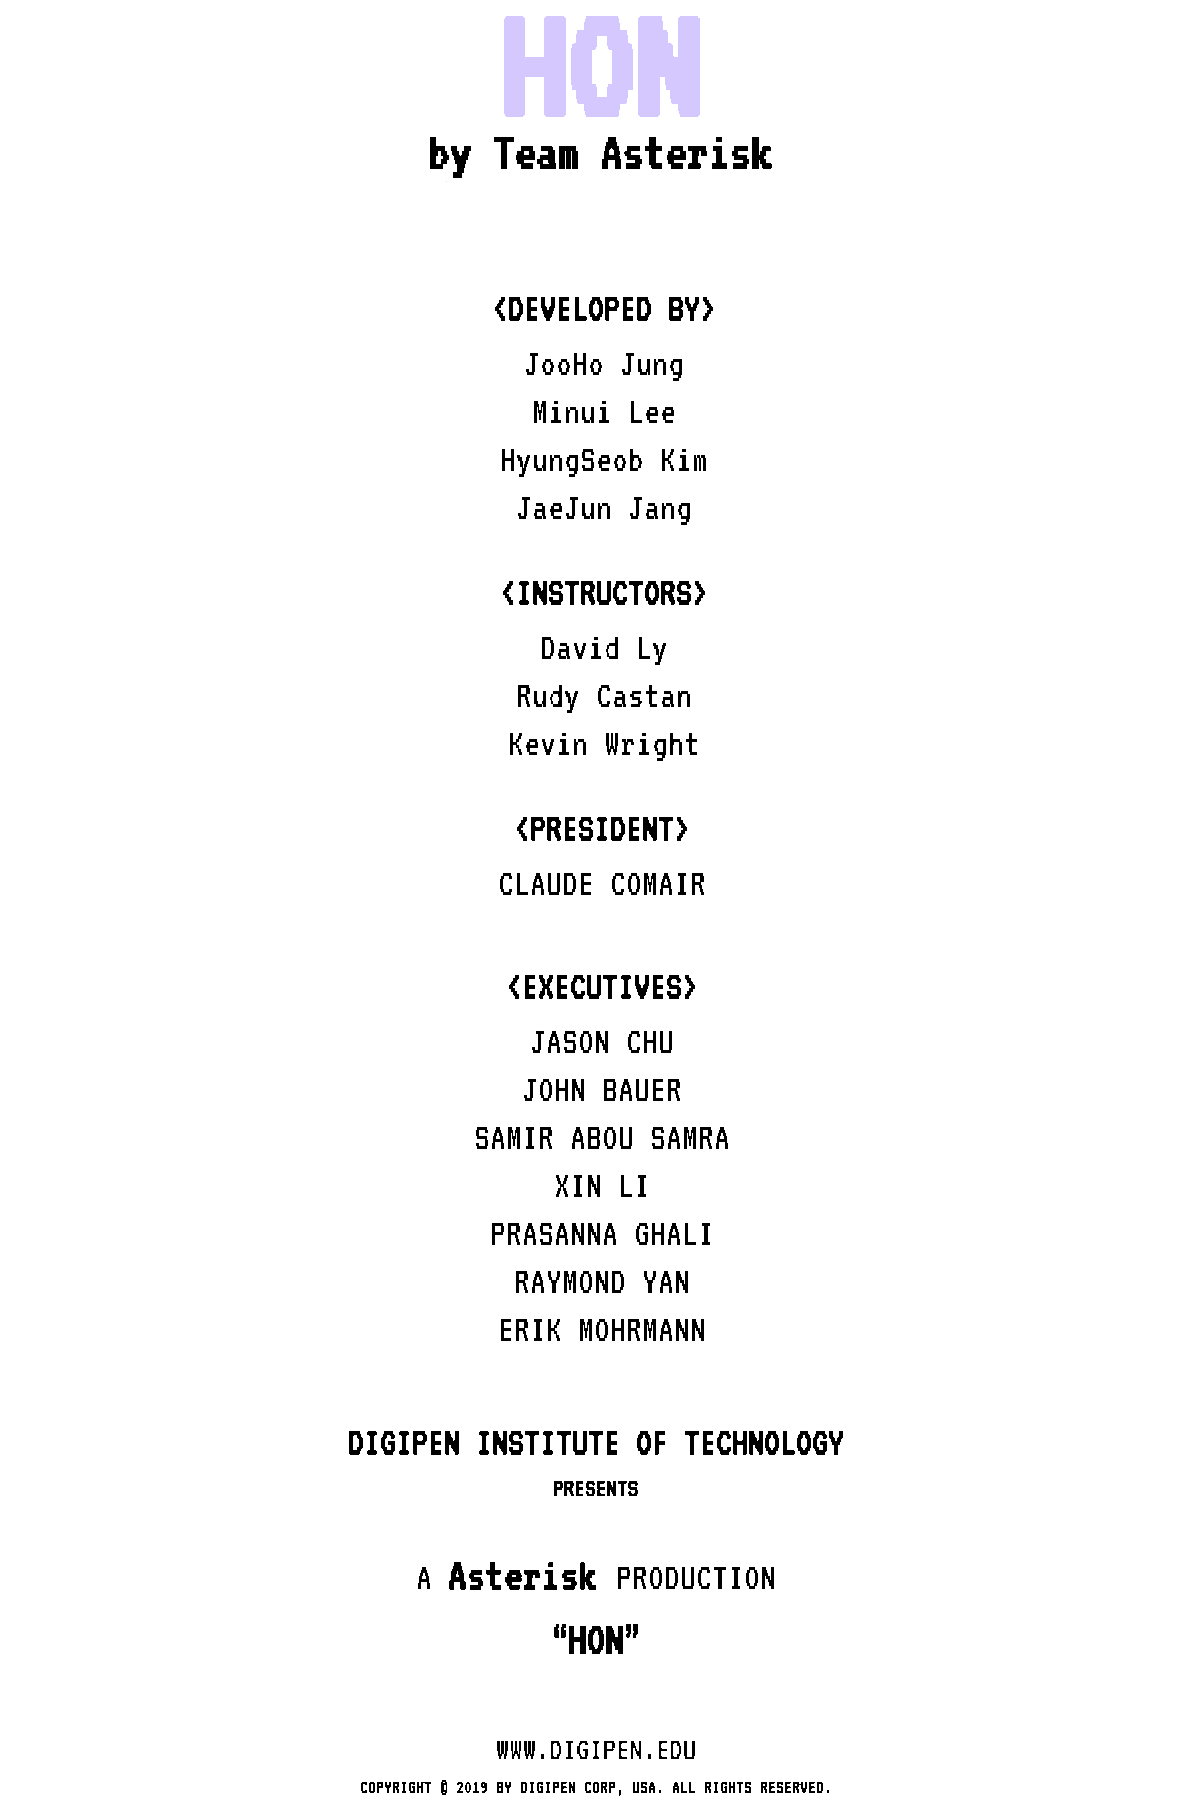 HON
by Team Asterisk
<DEVELOPED BY>
JooHo Jung
Minui Lee
HyungSeob Kim
JaeJun Jang
<INSTRUCTORS>
David Ly
Rudy Castan
Kevin Wright
<PRESIDENT>
CLAUDE COMAIR
<EXECUTIVES>
JASON CHU
JOHN BAUER
SAMIR ABOU SAMRA
XIN LI
PRASANNA GHALI
RAYMOND YAN
ERIK MOHRMANN
DIGIPEN INSTITUTE OF TECHNOLOGY
PRESENTS
A Asterisk PRODUCTION
“HON”
WWW.DIGIPEN.EDU
COPYRIGHT © 2019 BY DIGIPEN CORP, USA. ALL RIGHTS RESERVED.